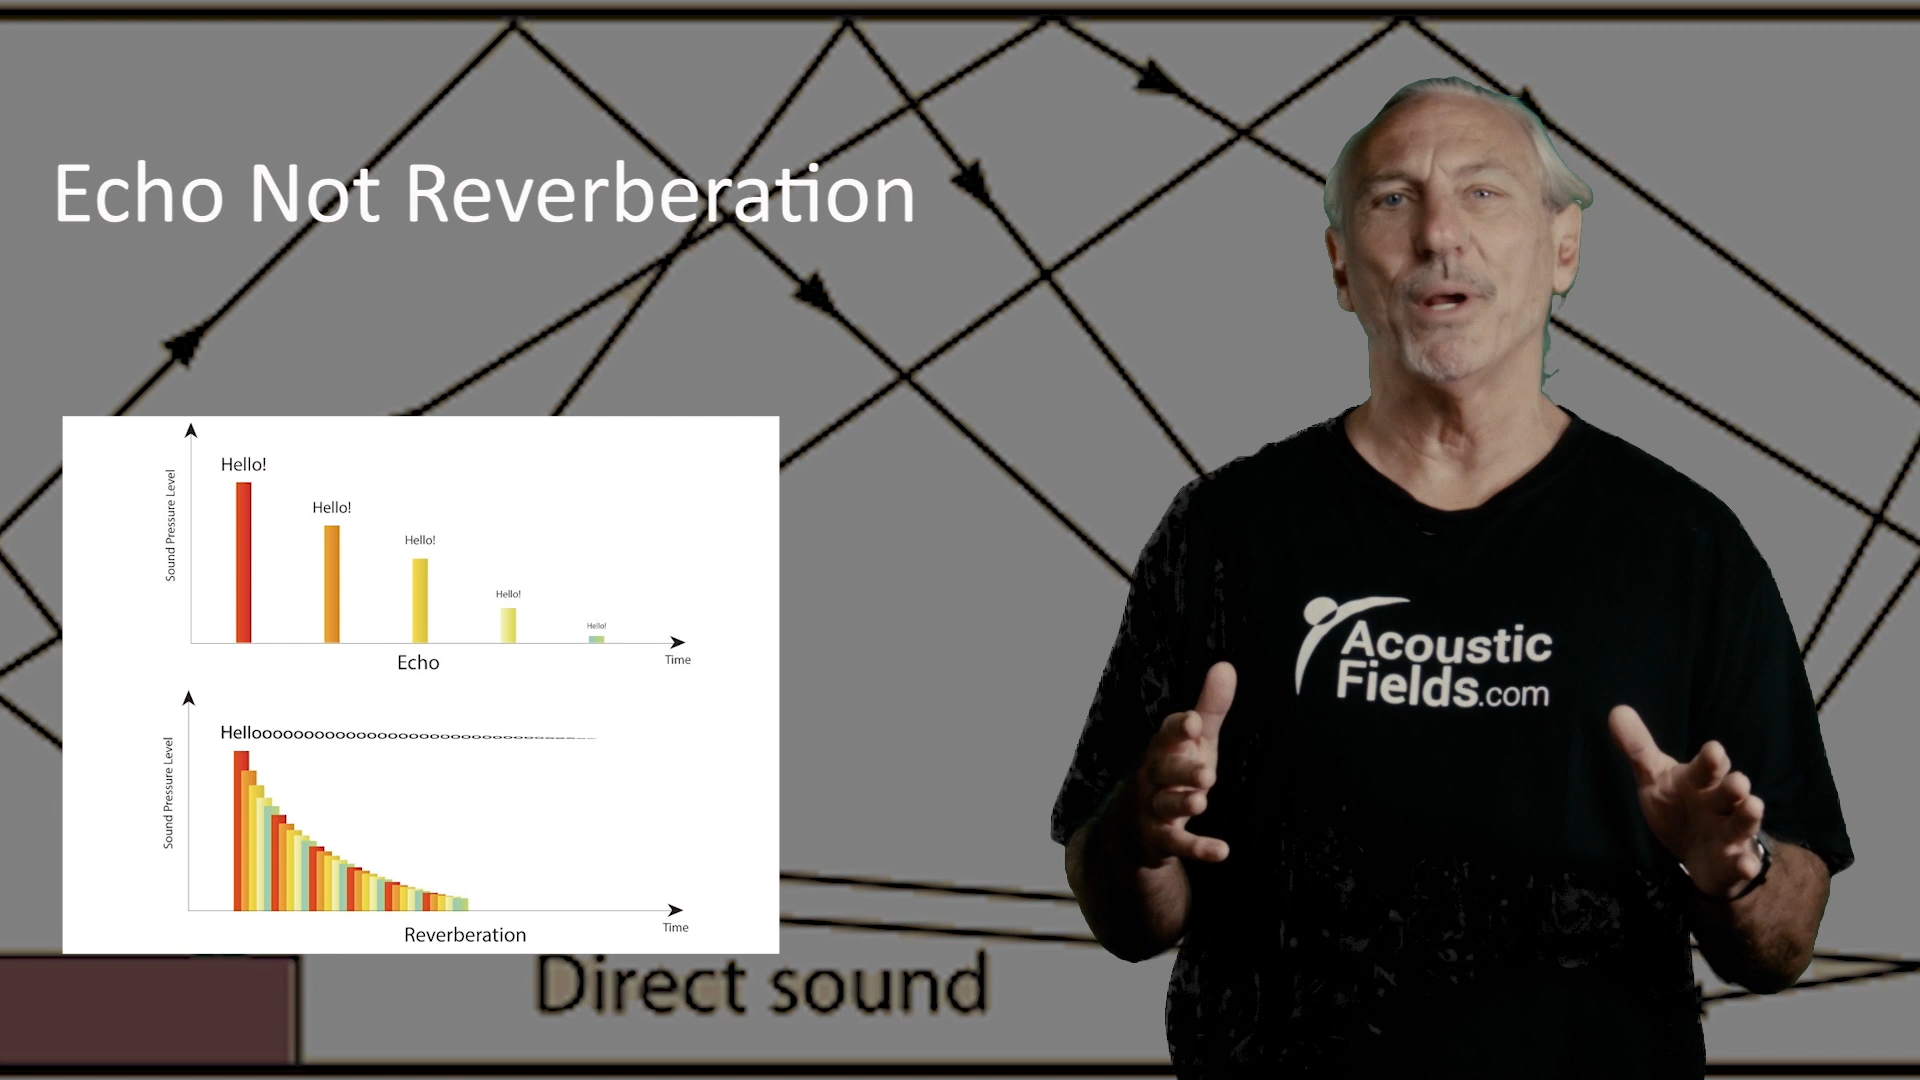 Echo Not Reverberation
Sound Pressure Level
Hello!
Hello!
Hello!
Hello!
Hello!
Time
Echo
Sound Pressure Level
Hellooooooooooooooooooooooooo
Time
Reverberation
Acoustic
Fields.com
Direct sound